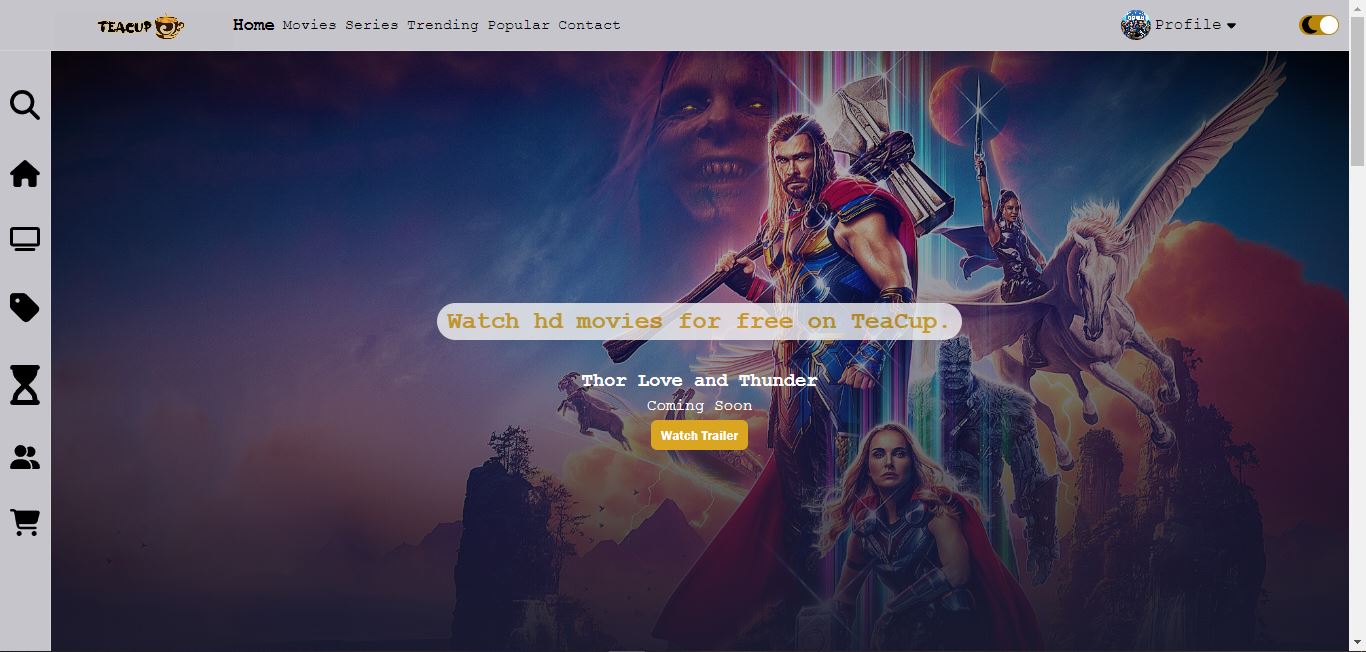 TEACUP
Home Movies Series Trending Popular Contact
Profile
Watch hd movies for free on TeaCup.
Thor Love and Thunder
Coming Soon
Watch Trailer